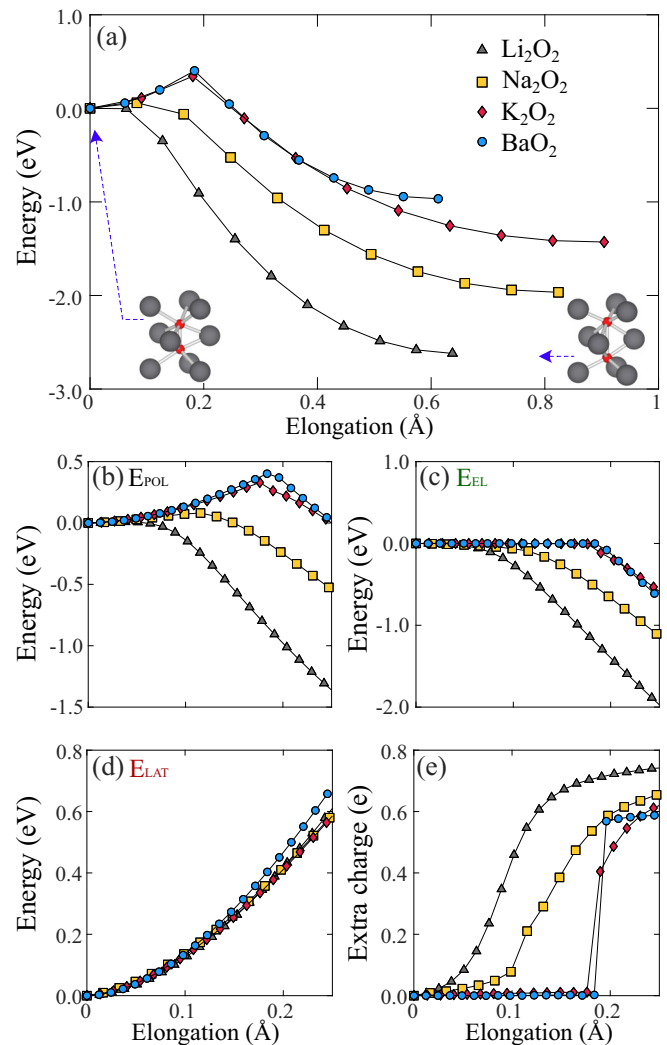 (a)
Li2O2
Na2O2
K2O2
BaO2
1.0
0.0
-1.0
-2.0
-3.0
Energy (eV)
0 0.2 0.4 0.6 0.8 1
Elongation (Å)
(b) EPOL
0.5
0.0
-0.5
-1.0
-1.5
Energy (eV)
(c) EEL
1.0
0.0
-1.0
-2.0
Energy (eV)
(d) ELAT
0.8
0.6
0.4
0.2
0.0
Energy (eV)
0.0 0.1 0.2
Elongation (Å)
(e)
0.8
0.6
0.4
0.2
0.0
Extra charge (e)
0.0 0.1 0.2
Elongation (Å)